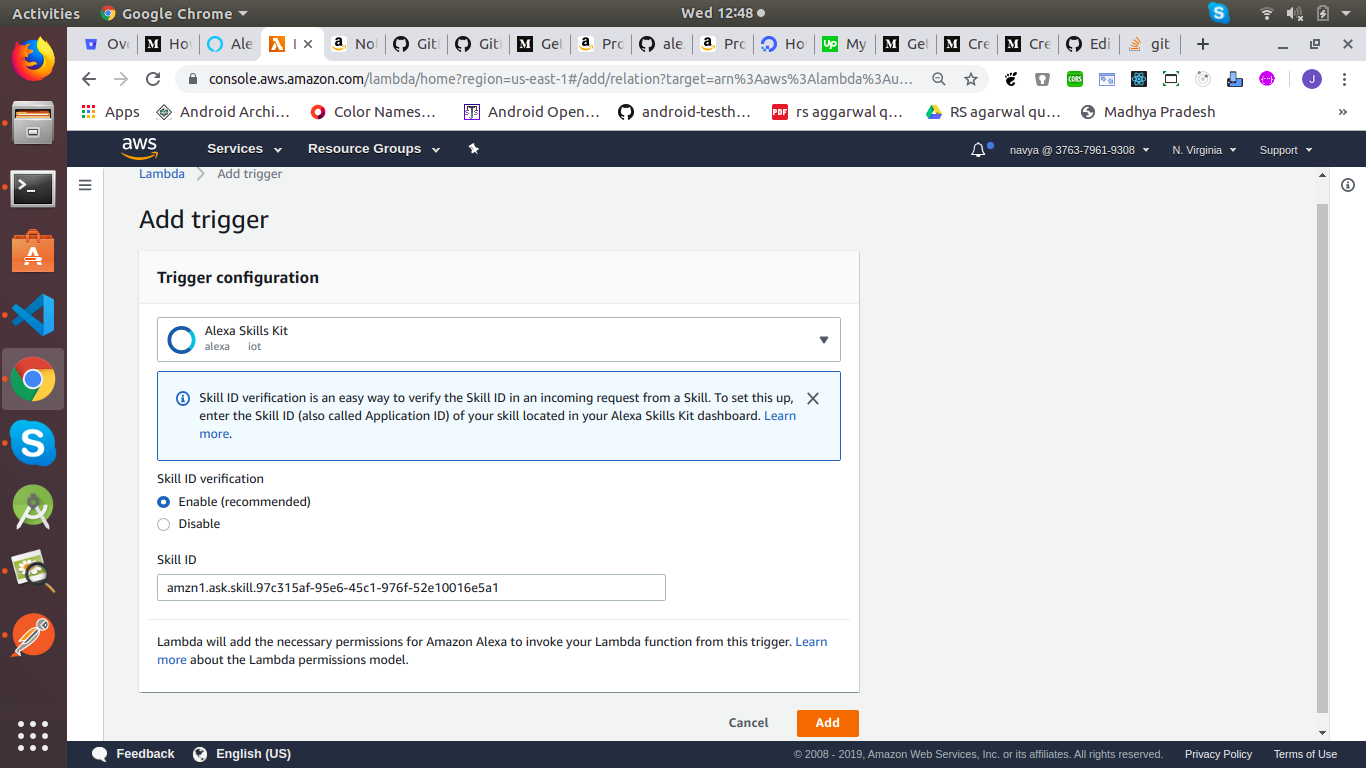 Activities
Google Chrome
Wed 12:48
Ove
Ho
Ale
l
No
Git
Git
Get
Pro
ale
Pro
Ho
My
Get
Cre
Cre
Edi
git
console.aws.amazon.com/lambda/home?region=us-east-1#/add/relation?target=arn%3Aaws%3Alambda%3Au...
CORS
J
Apps
Android Archi...
Color Names...
Android Open...
android-testh...
PDF
rs aggarwal q...
RS agarwal qu...
Madhya Pradesh
»
aws
Services
Resource Groups
navya @ 3763-7961-9308
N. Virginia
Support
Lambda
Add trigger
Add trigger
Trigger configuration
Alexa Skills Kit
alexa iot
Skill ID verification is an easy way to verify the Skill ID in an incoming request from a Skill. To set this up,
enter the Skill ID (also called Application ID) of your skill located in your Alexa Skills Kit dashboard. Learn
more.
Skill ID verification
Enable (recommended)
Disable
Skill ID
amzn1.ask.skill.97c315af-95e6-45c1-976f-52e10016e5a1
Lambda will add the necessary permissions for Amazon Alexa to invoke your Lambda function from this trigger. Learn
more about the Lambda permissions model.
Cancel
Add
Feedback
English (US)
© 2008 - 2019, Amazon Web Services, Inc. or its affiliates. All rights reserved.
Privacy Policy
Terms of Use